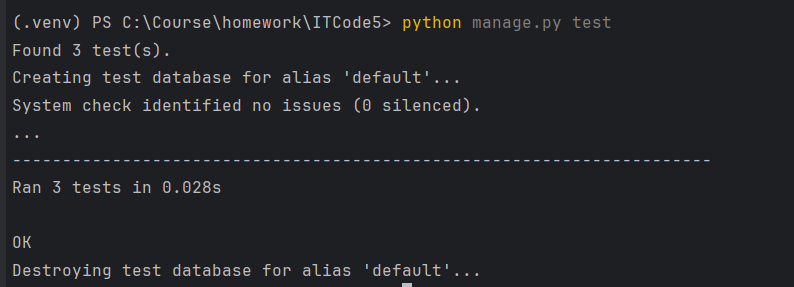 (.venv) PS C:\Course\homework\ITCode5> python manage.py test
Found 3 test(s).
Creating test database for alias 'default'...
System check identified no issues (0 silenced).
...
----------------------------------------------------------------------
Ran 3 tests in 0.028s
OK
Destroying test database for alias 'default'...